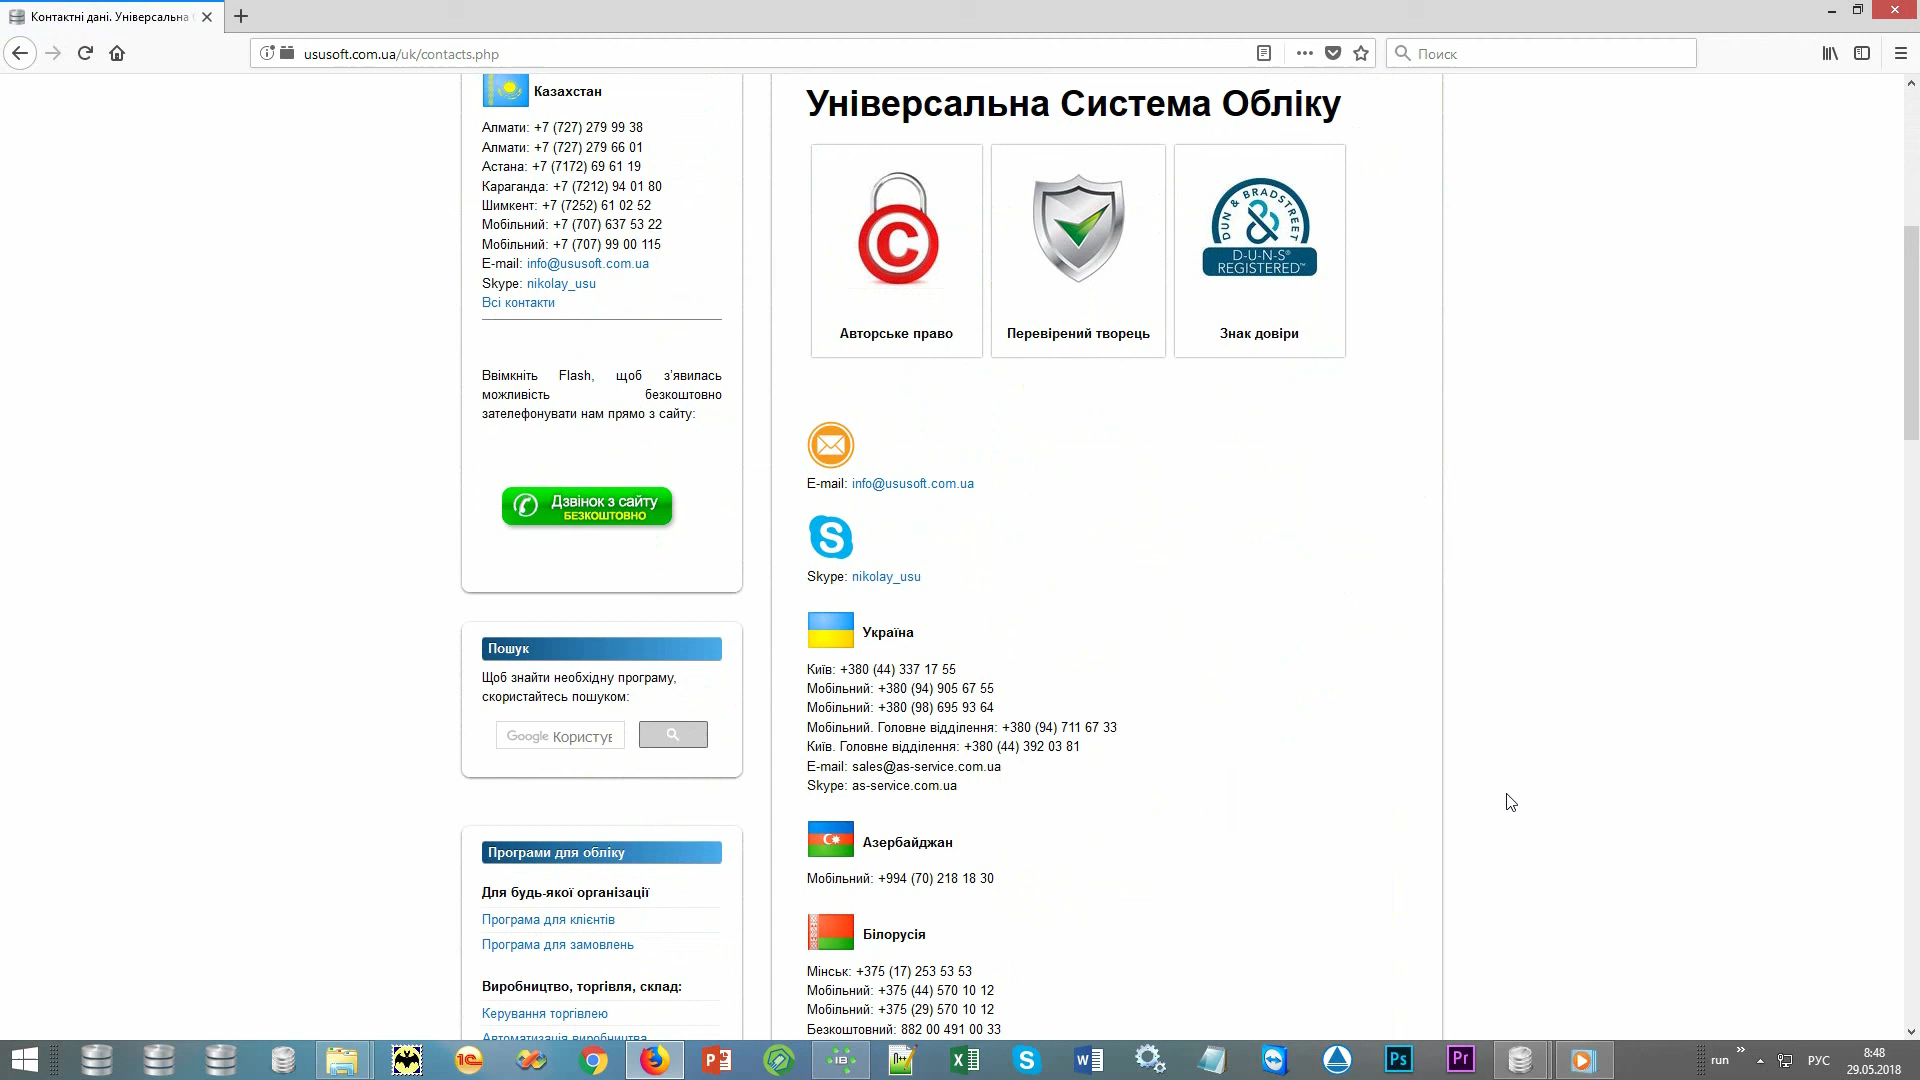 Контактні дані. Універсальна
ususoft.com.ua/uk/contacts.php
Поиск
Казахстан
Алмати: +7 (727) 279 99 38
Алмати: +7 (727) 279 66 01
Астана: +7 (7172) 69 61 19
Караганда: +7 (7212) 94 01 80
Шимкент: +7 (7252) 61 02 52
Мобільний: +7 (707) 637 53 22
Мобільний: +7 (707) 99 00 115
E-mail: info@ususoft.com.ua
Skype: nikolay_usu
Всі контакти
Ввімкніть Flash, щоб з'явилась
можливість безкоштовно
зателефонувати нам прямо з сайту:
Дзвінок з сайту
БЕЗКОШТОВНО
Пошук
Щоб знайти необхідну програму,
скористайтесь пошуком:
Google Користув
Програми для обліку
Для будь-якої організації
Програма для клієнтів
Програма для замовлень
Виробництво, торгівля, склад:
Керування торгівлею
Автоматизація виробництва
Універсальна Система Обліку
C
DUN & BRADSTREET
D-U-N-S®
REGISTERED™
Авторське право
Перевірений творець
Знак довіри
E-mail: info@ususoft.com.ua
S
Skype: nikolay_usu
Україна
Київ: +380 (44) 337 17 55
Мобільний: +380 (94) 905 67 55
Мобільний: +380 (98) 695 93 64
Мобільний. Головне відділення: +380 (94) 711 67 33
Київ. Головне відділення: +380 (44) 392 03 81
E-mail: sales@as-service.com.ua
Skype: as-service.com.ua
Азербайджан
Мобільний: +994 (70) 218 18 30
Білорусія
Мінськ: +375 (17) 253 53 53
Мобільний: +375 (44) 570 10 12
Мобільний: +375 (29) 570 10 12
Безкоштовний: 882 00 491 00 33
run
РУС
8:48
29.05.2018